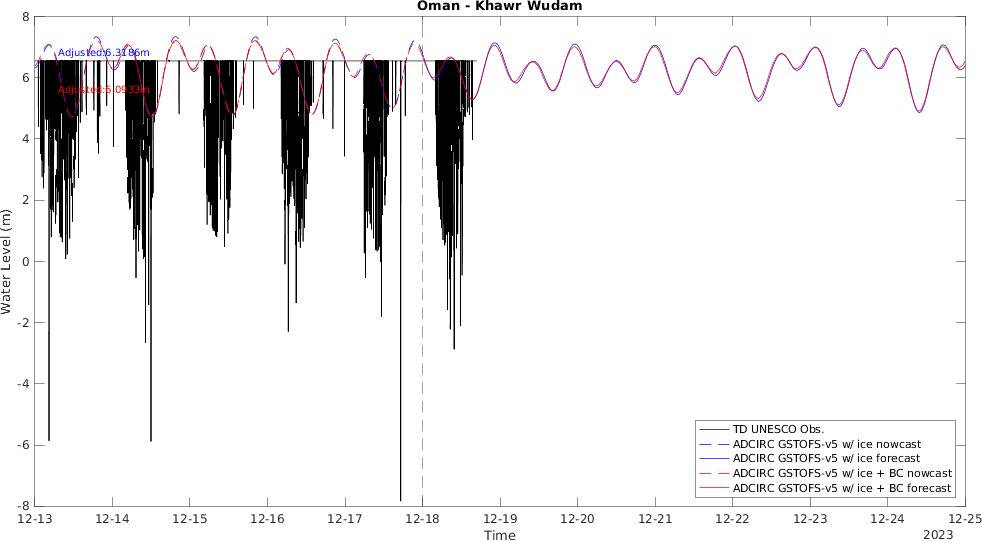 Oman - Khawr Wudam
8
6
4
2
0
-2
-4
-6
-8
Water Level (m)
Adjusted:6.3186m
Adjusted:6.0933m
TD UNESCO Obs.
ADCIRC GSTOFS-v5 w/ ice nowcast
ADCIRC GSTOFS-v5 w/ ice forecast
ADCIRC GSTOFS-v5 w/ ice + BC nowcast
ADCIRC GSTOFS-v5 w/ ice + BC forecast
12-13 12-14 12-15 12-16 12-17 12-18 12-19 12-20 12-21 12-22 12-23 12-24 12-25
Time
2023